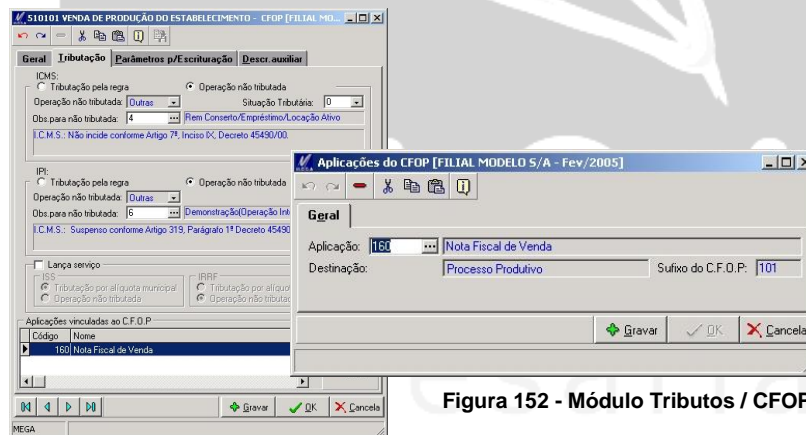 510101 VENDA DE PRODUÇÃO DO ESTABELECIMENTO - CFOP [FILIAL MO...
Geral Tributação Parâmetros p/Escrituração Descr. auxiliar
ICMS:
Tributação pela regra Operação não tributada
Operação não tributada: Outras Situação Tributária: 0
Obs.para não tributada: 4 ... Rem Conserto/Empréstimo/Locação Ativo
I.C.M.S.: Não incide conforme Artigo 7º, Inciso IX, Decreto 45490/00.
IPI:
Tributação pela regra Operação não tributada
Operação não tributada: Outras
Obs.para não tributada: 6 ... Demonstração(Operação Int
I.C.M.S.: Suspenso conforme Artigo 319, Parágrafo 1º Decreto 45490
Lança serviço
ISS IRRF
Tributação por alíquota municipal Tributação por alíquo
Operação não tributada Operação não tributad
Aplicações vinculadas ao C.F.O.P
Código Nome
160 Nota Fiscal de Venda
Gravar OK Cancela
MEGA
Aplicações do CFOP [FILIAL MODELO S/A - Fev/2005]
Geral
Aplicação: 160 ... Nota Fiscal de Venda
Destinação: Processo Produtivo Sufixo do C.F.O.P: 101
Gravar OK Cancela
Figura 152 - Módulo Tributos / CFOP